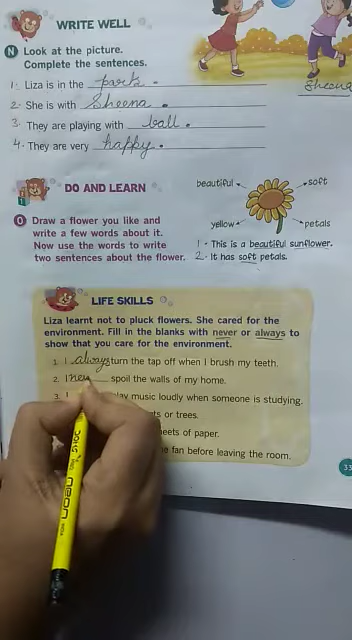 WRITE WELL
N Look at the picture.
Complete the sentences.
Sheena
1. Liza is in the park.
2. She is with Sheena.
3. They are playing with ball.
4. They are very happy.
DO AND LEARN
O Draw a flower you like and
write a few words about it.
Now use the words to write
two sentences about the flower.
beautiful
soft
yellow
petals
1. This is a beautiful sunflower.
2. It has soft petals.
LIFE SKILLS
Liza learnt not to pluck flowers. She cared for the
environment. Fill in the blanks with never or always to
show that you care for the environment.
1. I always turn the tap off when I brush my teeth.
2. I nev spoil the walls of my home.
3. I play music loudly when someone is studying.
or trees.
of paper.
fan before leaving the room.
33